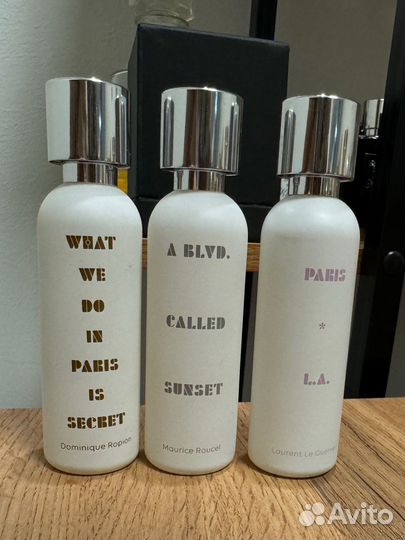 WHAT
WE
DO
IN
PARIS
IS
SECRET
Dominique Ropion
A BLVD.
CALLED
SUNSET
Maurice Roucel
PARIS
*
L.A.
Laurent Le Guernec
Avito